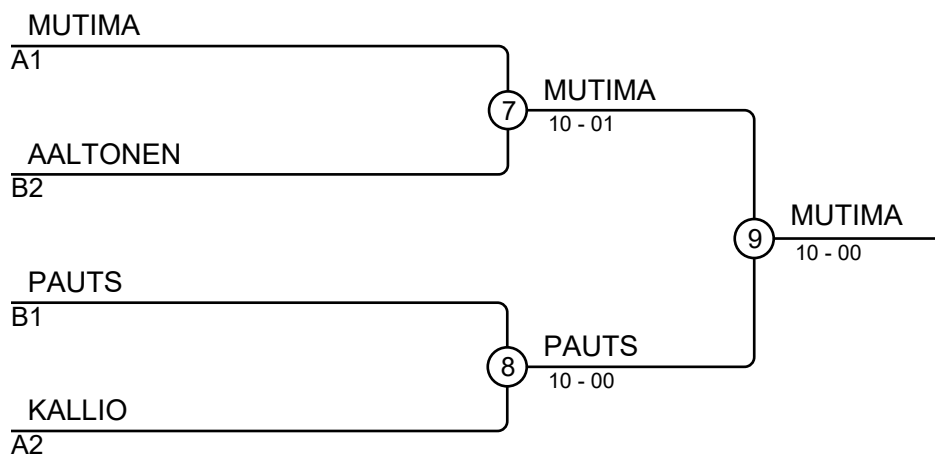 MUTIMA
A1
7
MUTIMA
10 - 01
AALTONEN
B2
9
MUTIMA
10 - 00
PAUTS
B1
8
PAUTS
10 - 00
KALLIO
A2